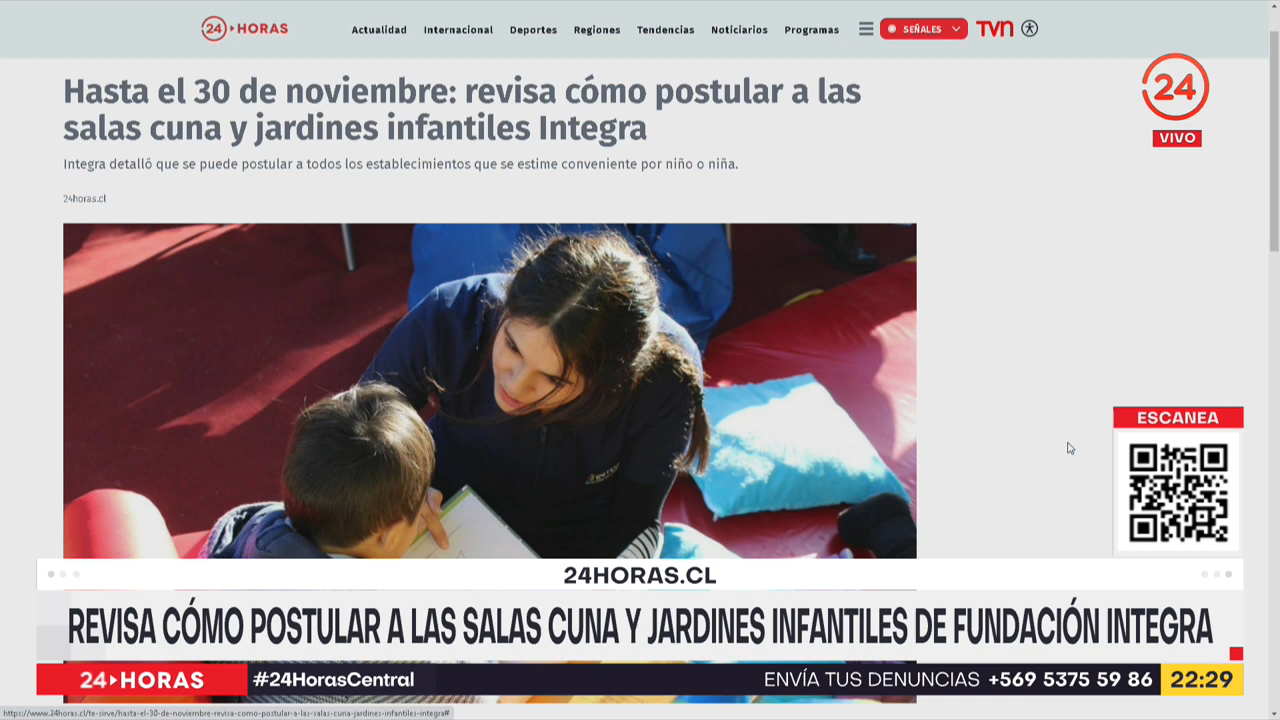 24 HORAS
Actualidad Internacional Deportes Regiones Tendencias Noticiarios Programas
SEÑALES
TVN
Hasta el 30 de noviembre: revisa cómo postular a las
salas cuna y jardines infantiles Integra
Integra detalló que se puede postular a todos los establecimientos que se estime conveniente por niño o niña.
24horas.cl
24
VIVO
ESCANEA
24HORAS.CL
REVISA CÓMO POSTULAR A LAS SALAS CUNA Y JARDINES INFANTILES DE FUNDACIÓN INTEGRA
24 HORAS
#24HorasCentral
ENVÍA TUS DENUNCIAS +569 5375 59 86
22:29
https://www.24horas.cl/te-sirve/hasta-el-30-de-noviembre-revisa-como-postular-a-las-salas-cuna-jardines-infantiles-integra#